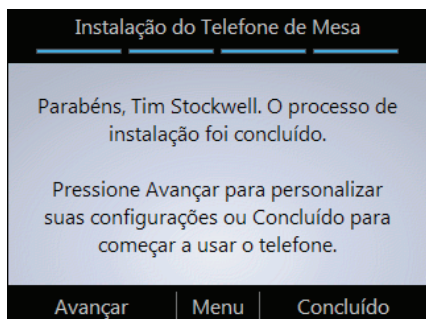 Instalação do Telefone de Mesa
Parabéns, Tim Stockwell. O processo de
instalação foi concluído.
Pressione Avançar para personalizar
suas configurações ou Concluído para
começar a usar o telefone.
Avançar Menu Concluído